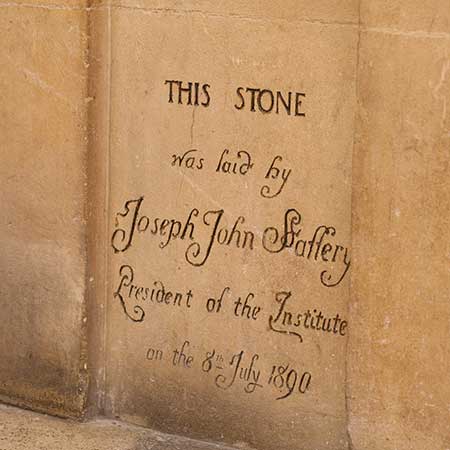 THIS STONE
was laid by
Joseph John Saffery
President of the Institute
on the 8th July 1890